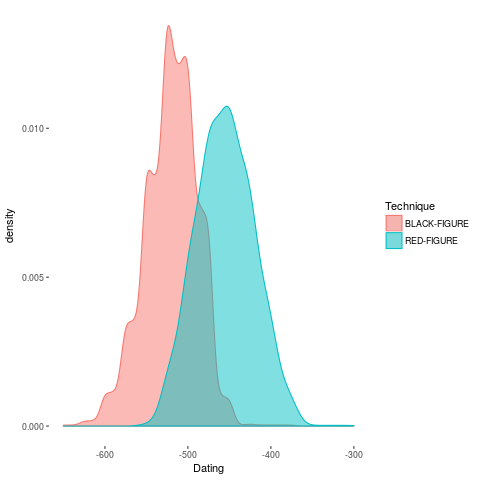 density
0.010
0.005
0.000
-600
-500
-400
-300
Dating
Technique
BLACK-FIGURE
RED-FIGURE